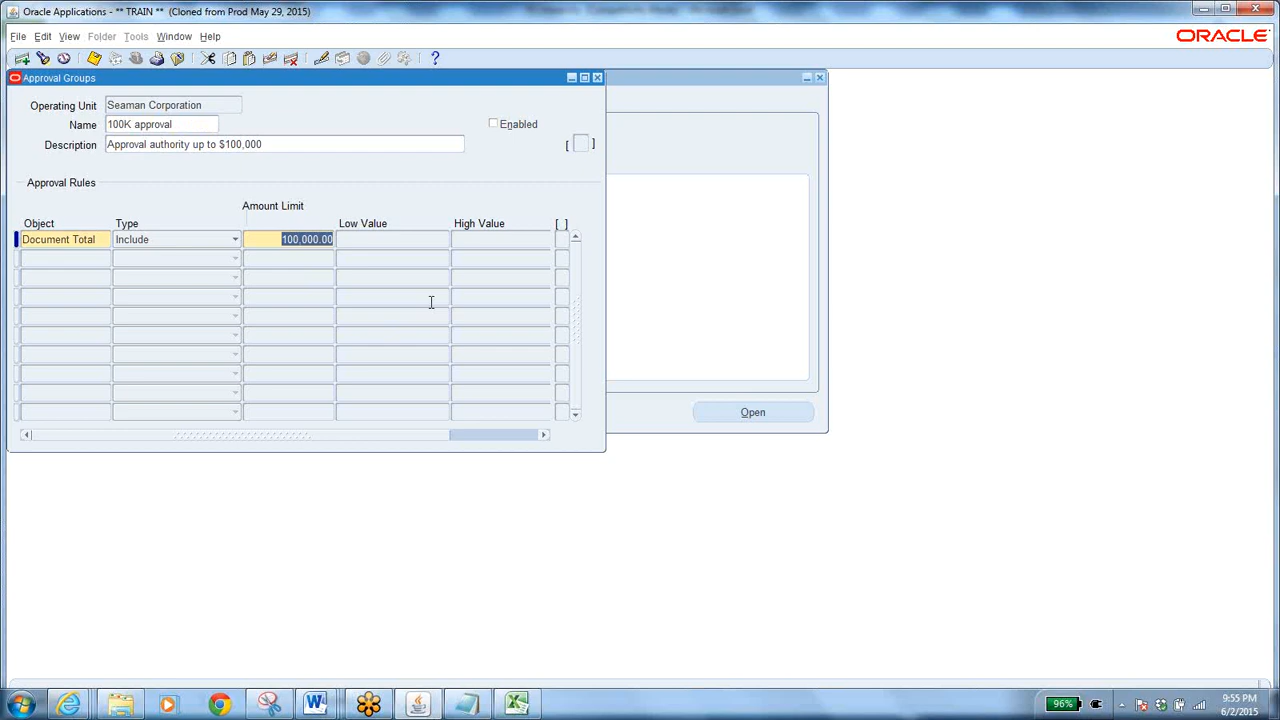 Oracle Applications - ** TRAIN ** (Cloned from Prod May 29, 2015)
File Edit View Folder Tools Window Help
ORACLE
Approval Groups
Operating Unit Seaman Corporation
Name 100K approval
Enabled
Description Approval authority up to $100,000
[ ]
Approval Rules
Amount Limit
Object Type Low Value High Value [ ]
Document Total Include 100.000.00
Open
96%
9:55 PM
6/2/2015